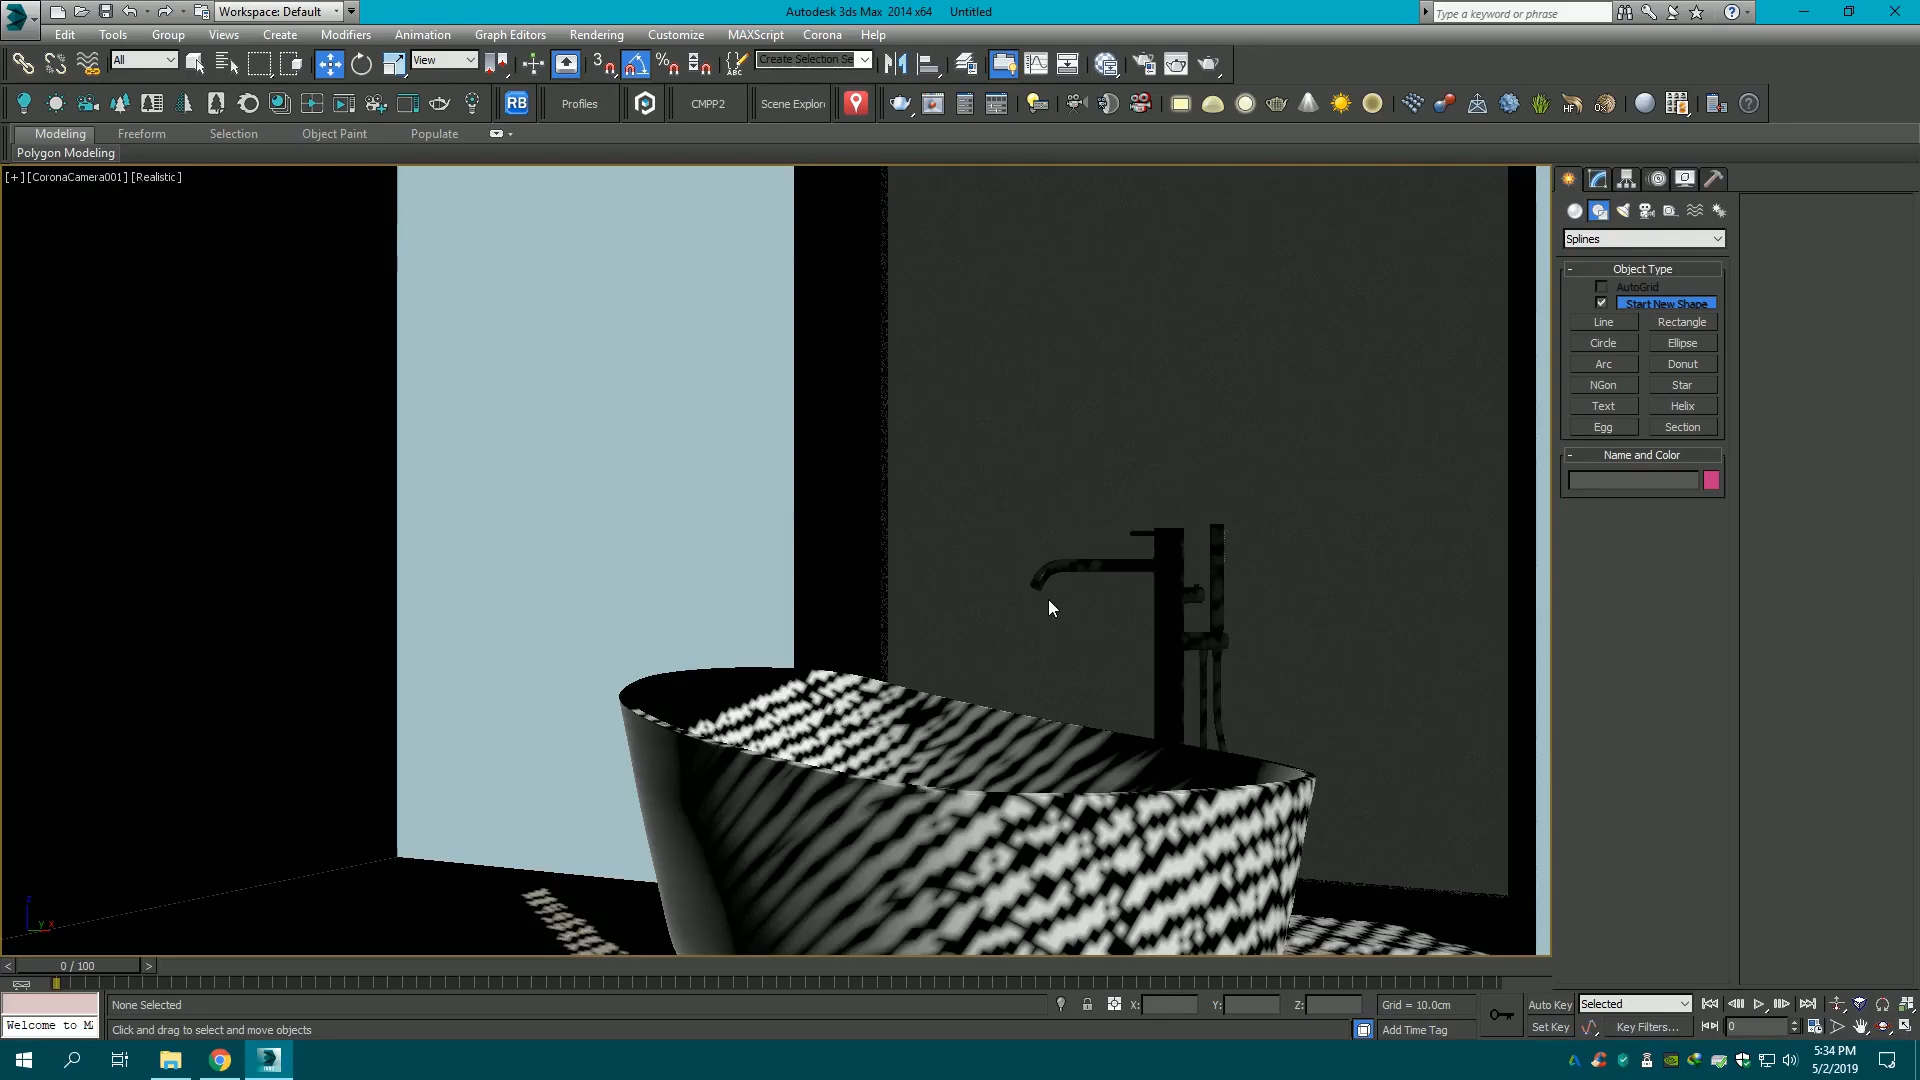 Workspace: Default
Autodesk 3ds Max 2014 x64 Untitled
Type a keyword or phrase
Edit Tools Group Views Create Modifiers Animation Graph Editors Rendering Customize MAXScript Corona Help
All
View
3
%
ABC
Create Selection Se
RB
Profiles
CMPP2
Scene Explor
HF
Modeling Freeform Selection Object Paint Populate
Polygon Modeling
[+] [CoronaCamera001] [Realistic]
Splines
- Object Type
AutoGrid
Start New Shape
Line Rectangle
Circle Ellipse
Arc Donut
NGon Star
Text Helix
Egg Section
- Name and Color
z
y x
< 0 / 100 >
None Selected
X: Y: Z:
Grid = 10.0cm
Auto Key
Selected
Welcome to M
Click and drag to select and move objects
Add Time Tag
Set Key
Key Filters...
0
5:34 PM
5/2/2019